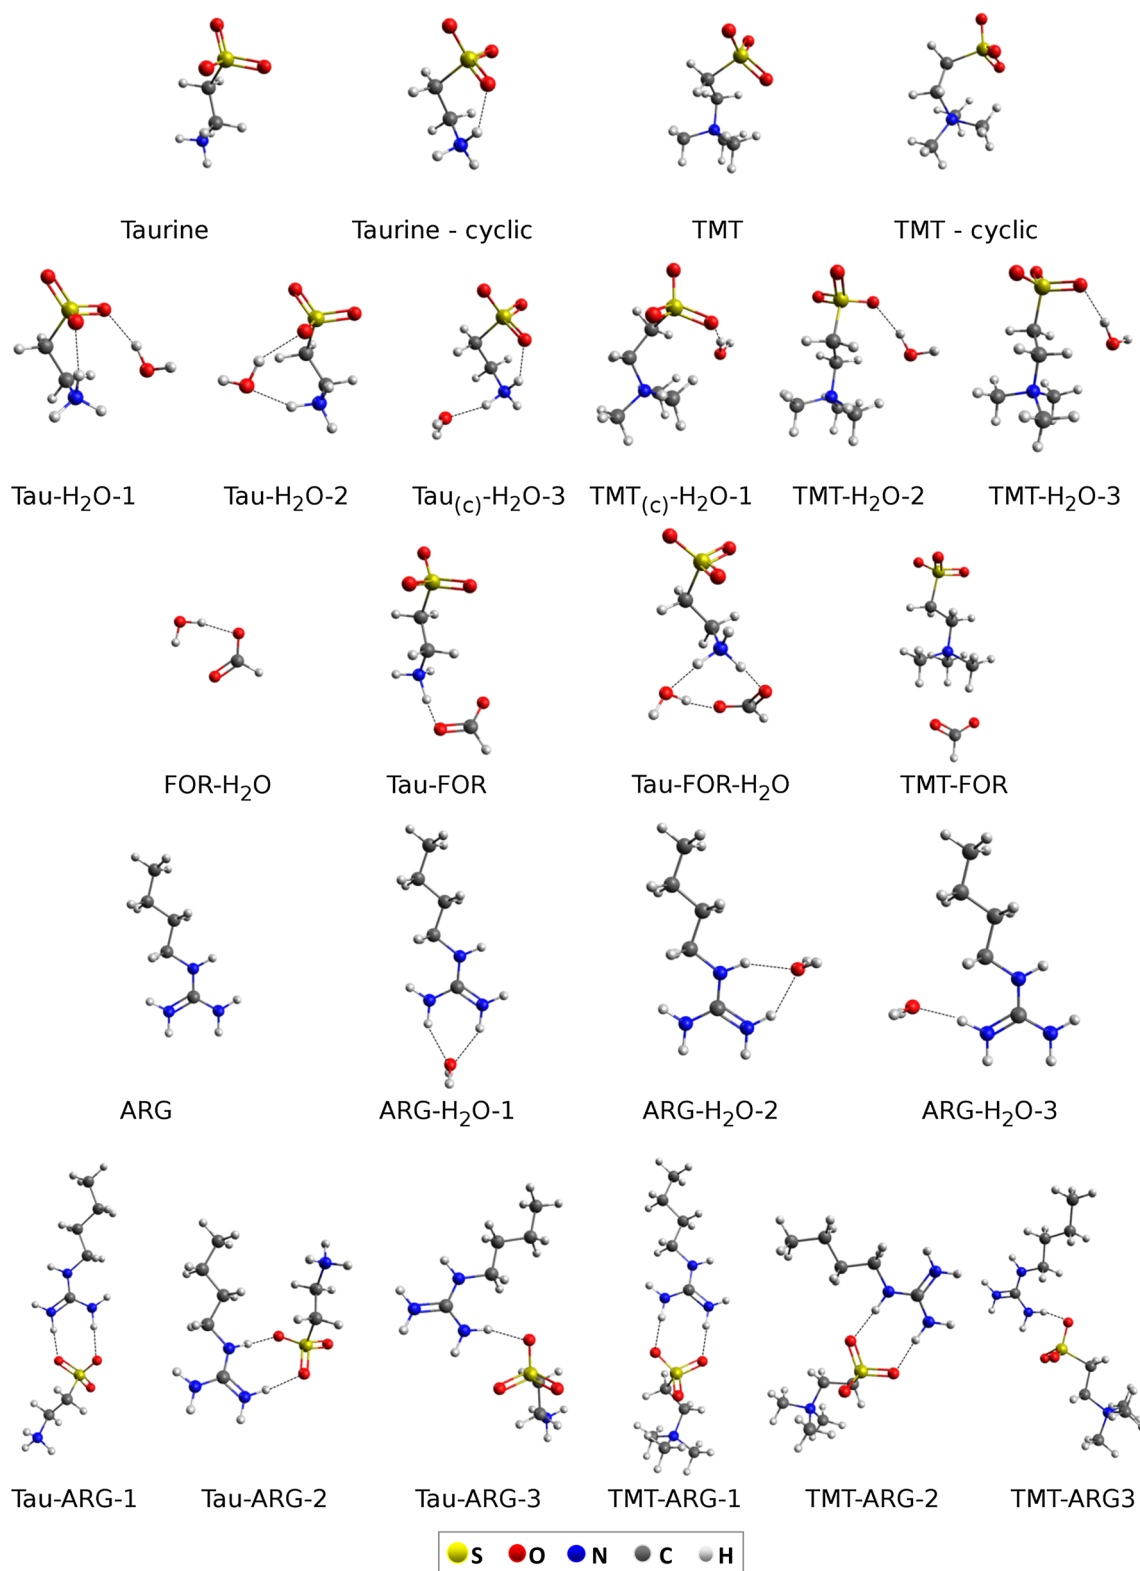 Taurine Taurine - cyclic TMT TMT - cyclic
Tau-H₂O-1 Tau-H₂O-2 Tau₍c₎-H₂O-3 TMT₍c₎-H₂O-1 TMT-H₂O-2 TMT-H₂O-3
FOR-H₂O Tau-FOR Tau-FOR-H₂O TMT-FOR
ARG ARG-H₂O-1 ARG-H₂O-2 ARG-H₂O-3
Tau-ARG-1 Tau-ARG-2 Tau-ARG-3 TMT-ARG-1 TMT-ARG-2 TMT-ARG3
S O N C H